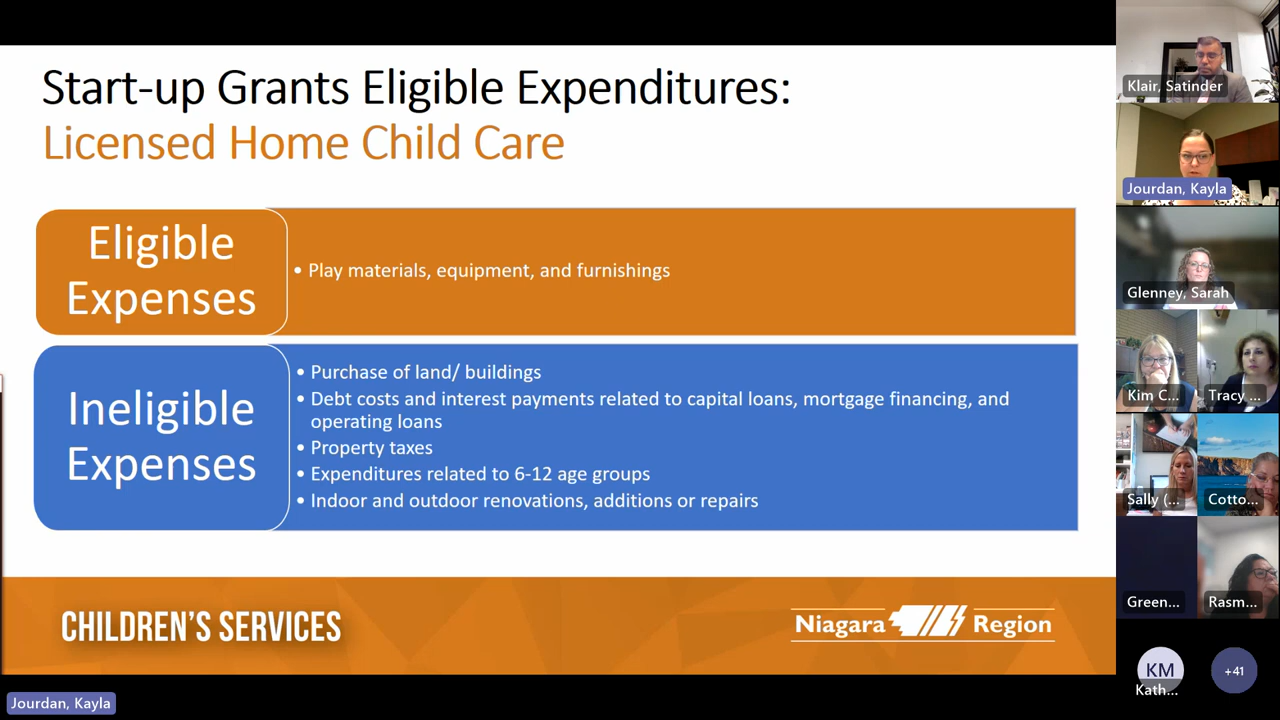 Start-up Grants Eligible Expenditures:
Licensed Home Child Care
Eligible
Expenses
• Play materials, equipment, and furnishings
Ineligible
Expenses
• Purchase of land/ buildings
• Debt costs and interest payments related to capital loans, mortgage financing, and
operating loans
• Property taxes
• Expenditures related to 6-12 age groups
• Indoor and outdoor renovations, additions or repairs
CHILDREN'S SERVICES
Niagara Region
Jourdan, Kayla
Klair, Satinder
Jourdan, Kayla
Glenney, Sarah
Kim C...
Tracy ...
Sally (...
Cotto...
Green...
Rasm...
KM
Kath...
+41